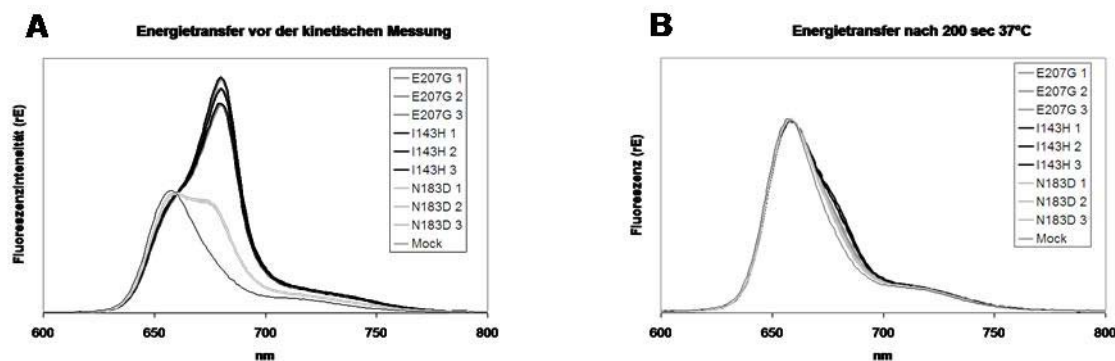 A
Energietransfer vor der kinetischen Messung
Fluoreszenzintensität (rE)
E207G 1
E207G 2
E207G 3
I143H 1
I143H 2
I143H 3
N183D 1
N183D 2
N183D 3
Mock
600 650 700 750 800
nm
B
Energietransfer nach 200 sec 37°C
Fluoreszenz (rE)
E207G 1
E207G 2
E207G 3
I143H 1
I143H 2
I143H 3
N183D 1
N183D 2
N183D 3
Mock
600 650 700 750 800
nm